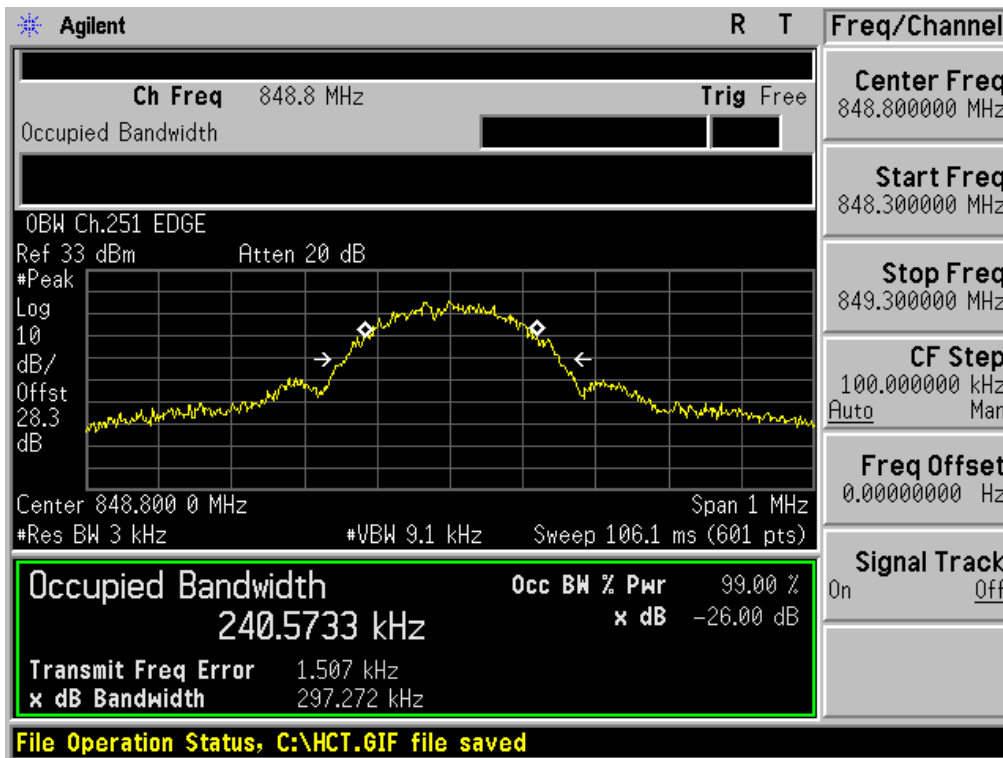 Agilent R T
Ch Freq 848.8 MHz Trig Free
Occupied Bandwidth
OBW Ch.251 EDGE
Ref 33 dBm Atten 20 dB
#Peak
Log
10
dB/
Offst
28.3
dB
Center 848.800 0 MHz Span 1 MHz
#Res BW 3 kHz #VBW 9.1 kHz Sweep 106.1 ms (601 pts)
Occupied Bandwidth
240.5733 kHz
Occ BW % Pwr 99.00 %
x dB -26.00 dB
Transmit Freq Error 1.507 kHz
x dB Bandwidth 297.272 kHz
File Operation Status, C:\HCT.GIF file saved
Freq/Channel
Center Freq
848.800000 MHz
Start Freq
848.300000 MHz
Stop Freq
849.300000 MHz
CF Step
100.000000 kHz
Auto Man
Freq Offset
0.00000000 Hz
Signal Track
On Off